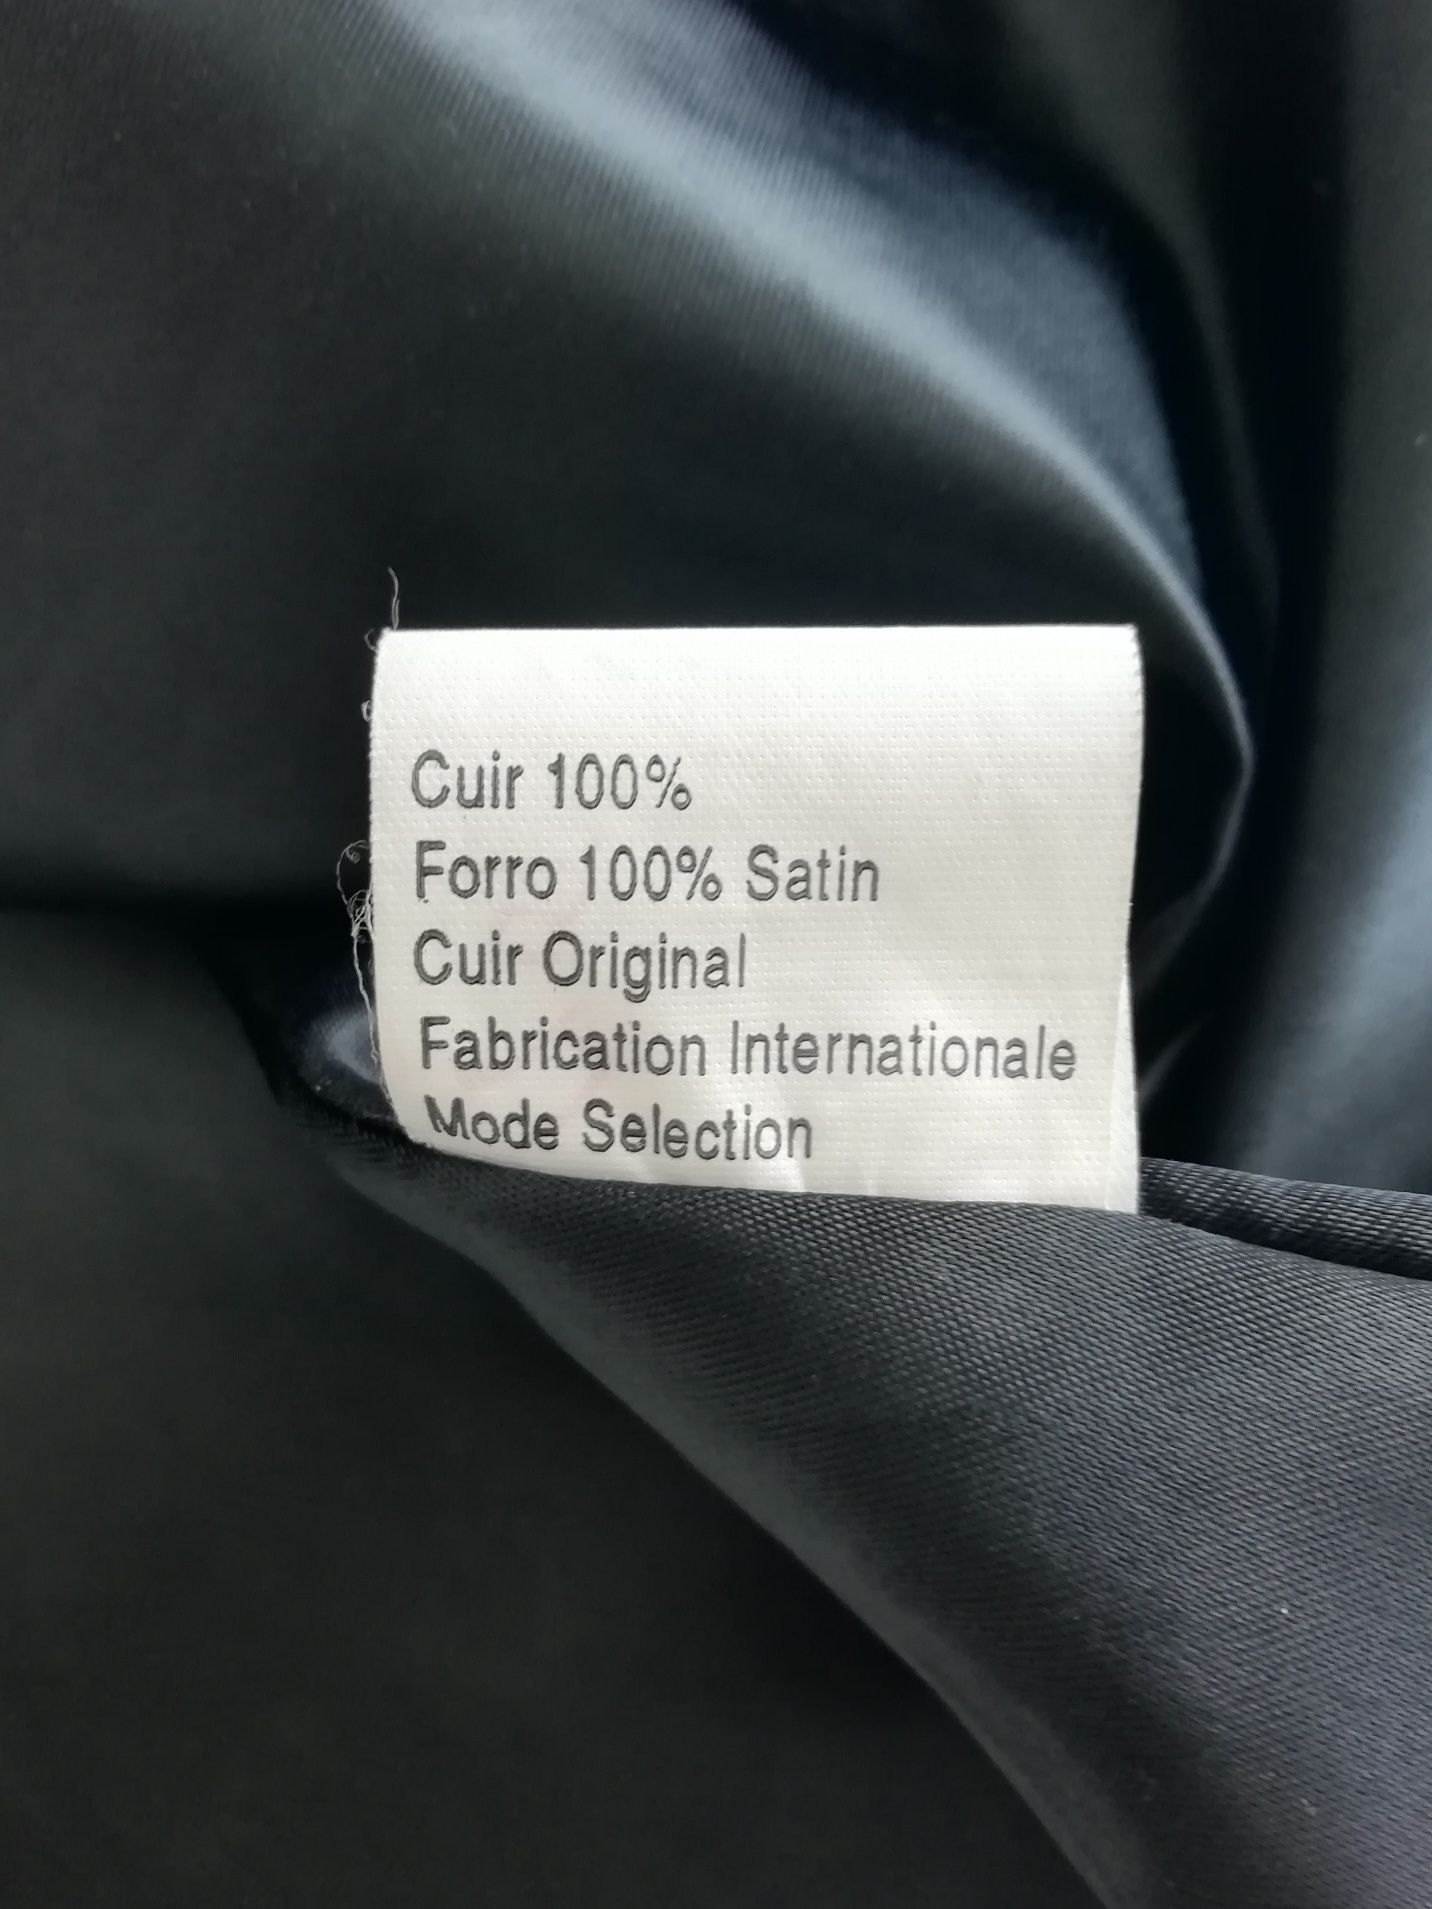 Cuir 100%
Forro 100% Satin
Cuir Original
Fabrication Internationale
Mode Selection